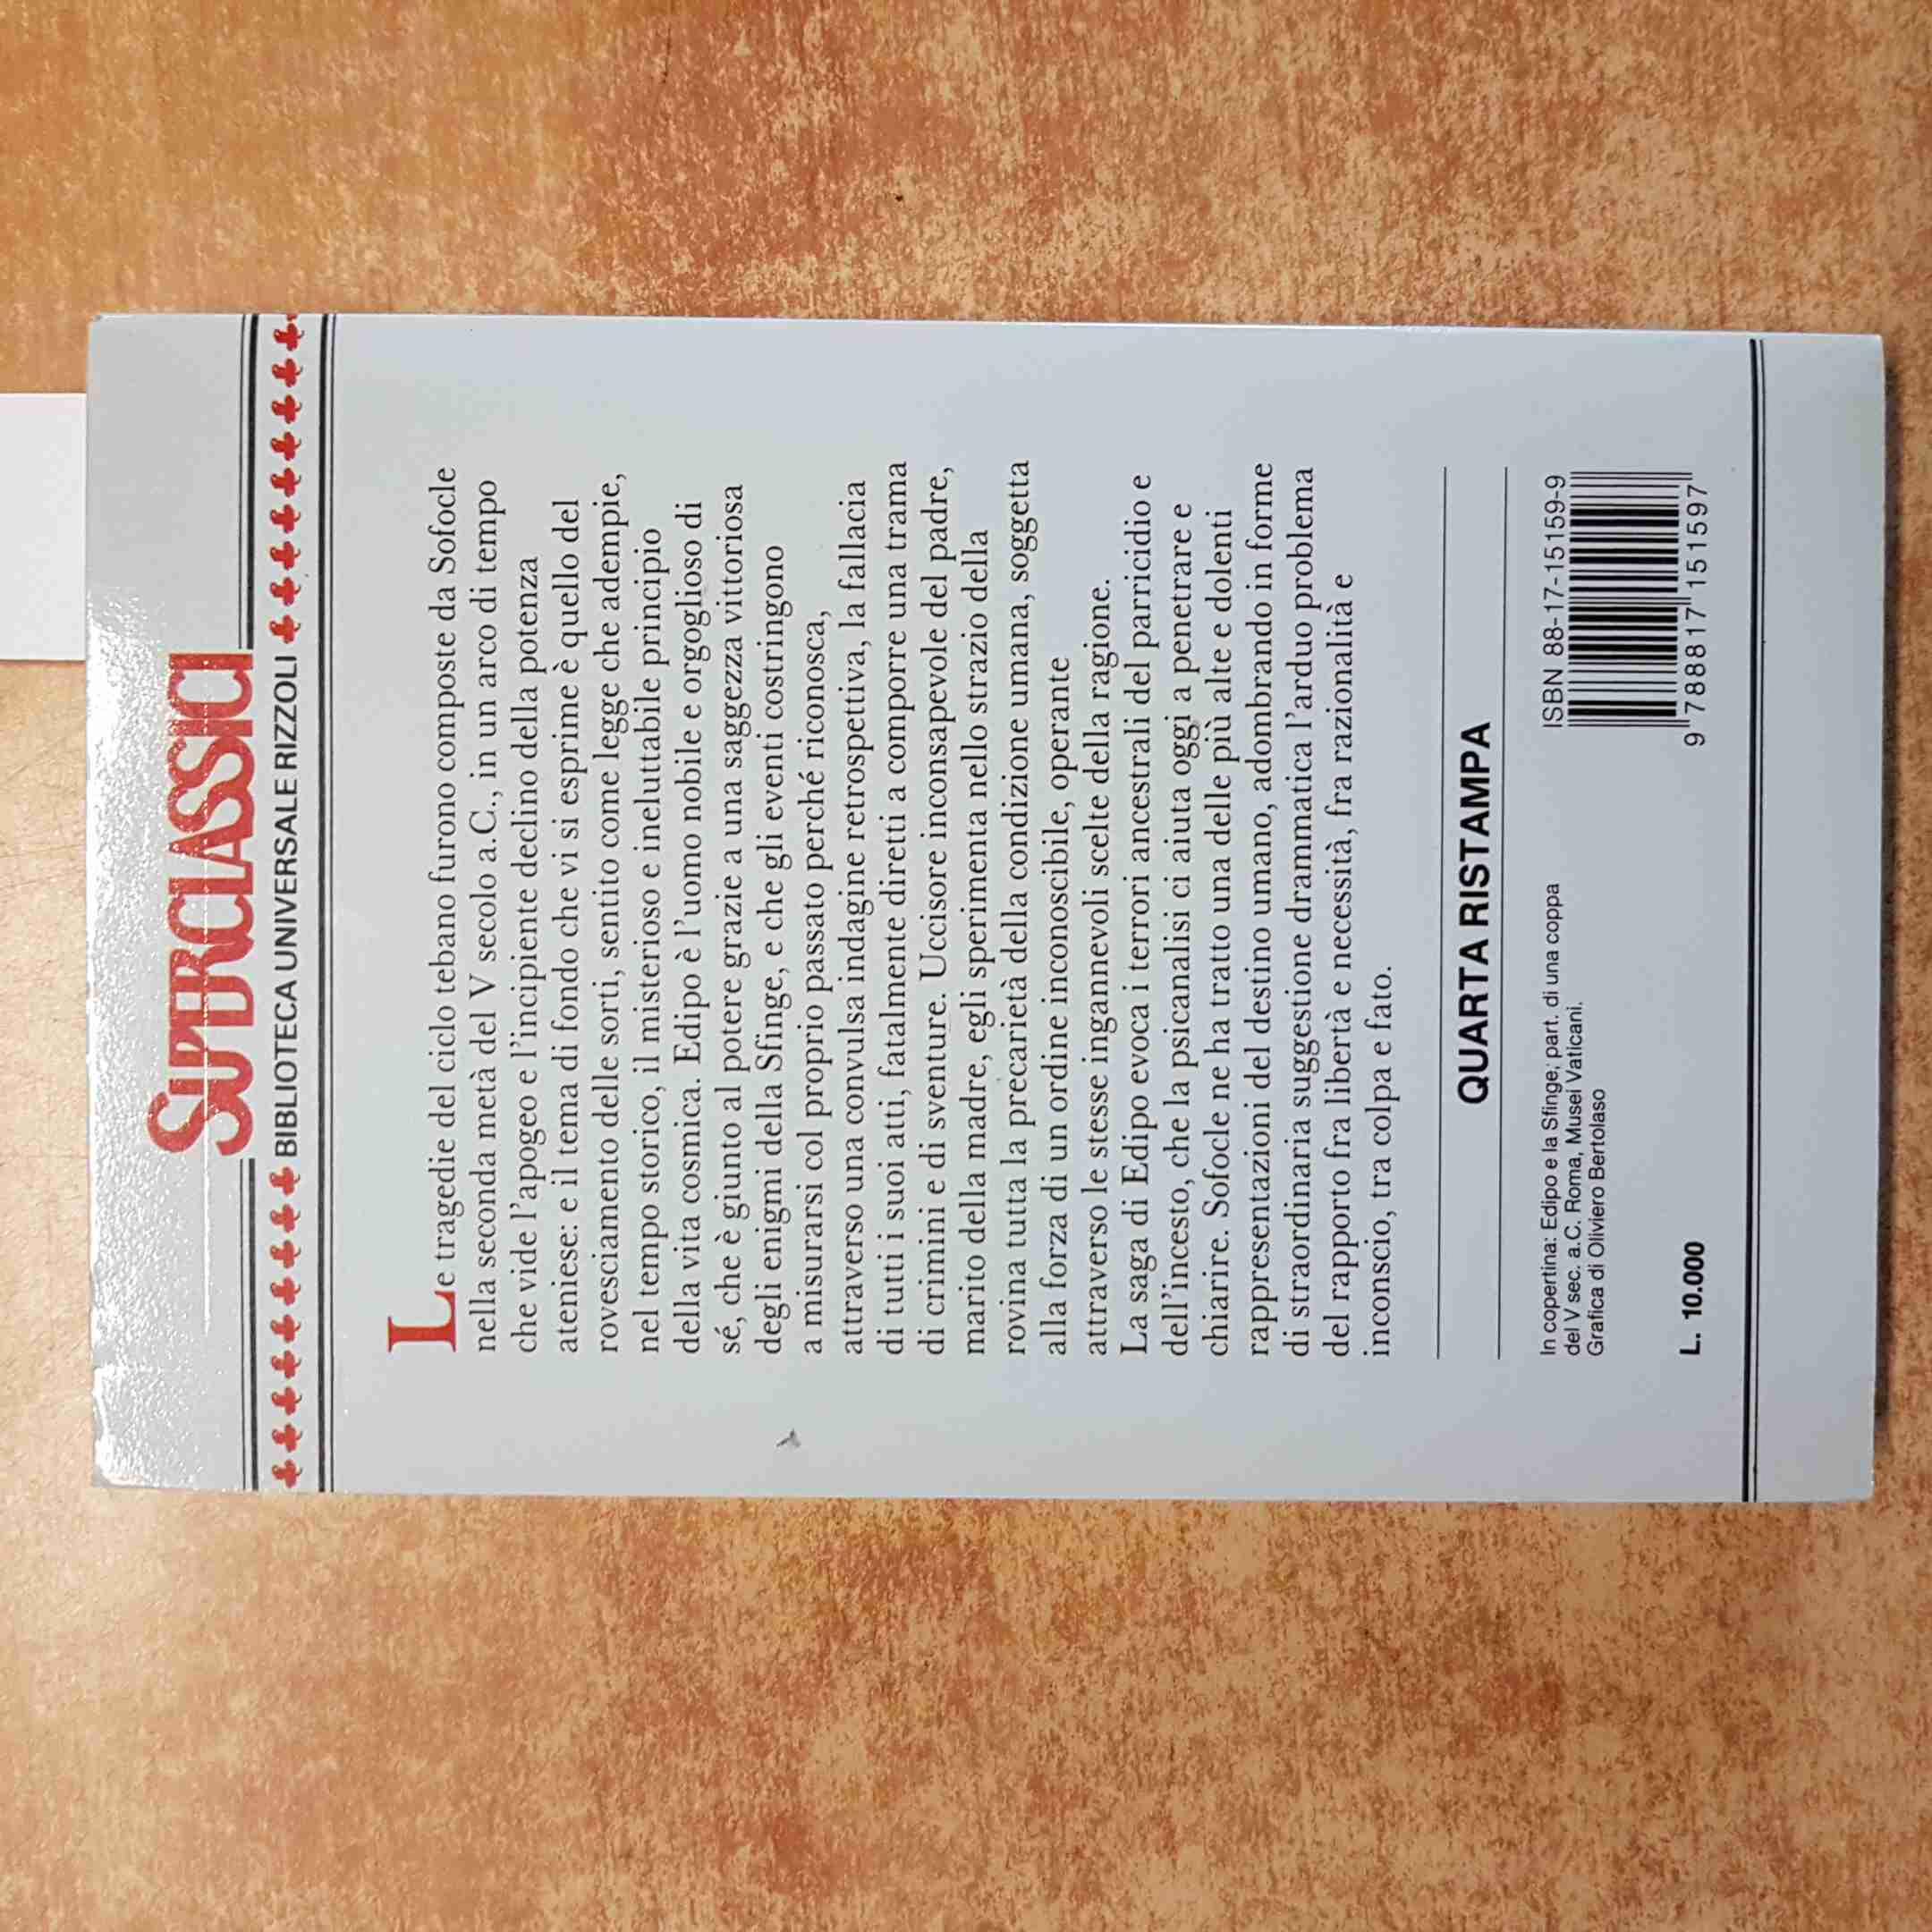 SUPERCLASSICI
BIBLIOTECA UNIVERSALE RIZZOLI
Le tragedie del ciclo tebano furono composte da Sofocle
nella seconda metà del V secolo a.C., in un arco di tempo
che vide l'apogeo e l'incipiente declino della potenza
ateniese: e il tema di fondo che vi si esprime è quello del
rovesciamento delle sorti, sentito come legge che adempie,
nel tempo storico, il misterioso e ineluttabile principio
della vita cosmica. Edipo è l'uomo nobile e orgoglioso di
sé, che è giunto al potere grazie a una saggezza vittoriosa
degli enigmi della Sfinge, e che gli eventi costringono
a misurarsi col proprio passato perché riconosca,
attraverso una convulsa indagine retrospettiva, la fallacia
di tutti i suoi atti, fatalmente diretti a comporre una trama
di crimini e di sventure. Uccisore inconsapevole del padre,
marito della madre, egli sperimenta nello strazio della
rovina tutta la precarietà della condizione umana, soggetta
alla forza di un ordine inconoscibile, operante
attraverso le stesse ingannevoli scelte della ragione.
La saga di Edipo evoca i terrori ancestrali del parricidio e
dell'incesto, che la psicanalisi ci aiuta oggi a penetrare e
chiarire. Sofocle ne ha tratto una delle più alte e dolenti
rappresentazioni del destino umano, adombrando in forme
di straordinaria suggestione drammatica l'arduo problema
del rapporto fra libertà e necessità, fra razionalità e
inconscio, tra colpa e fato.
QUARTA RISTAMPA
In copertina: Edipo e la Sfinge; part. di una coppa
del V sec. a.C. Roma, Musei Vaticani.
Grafica di Oliviero Bertolaso
L. 10.000
ISBN 88-17-15159-9
9 788817 151597